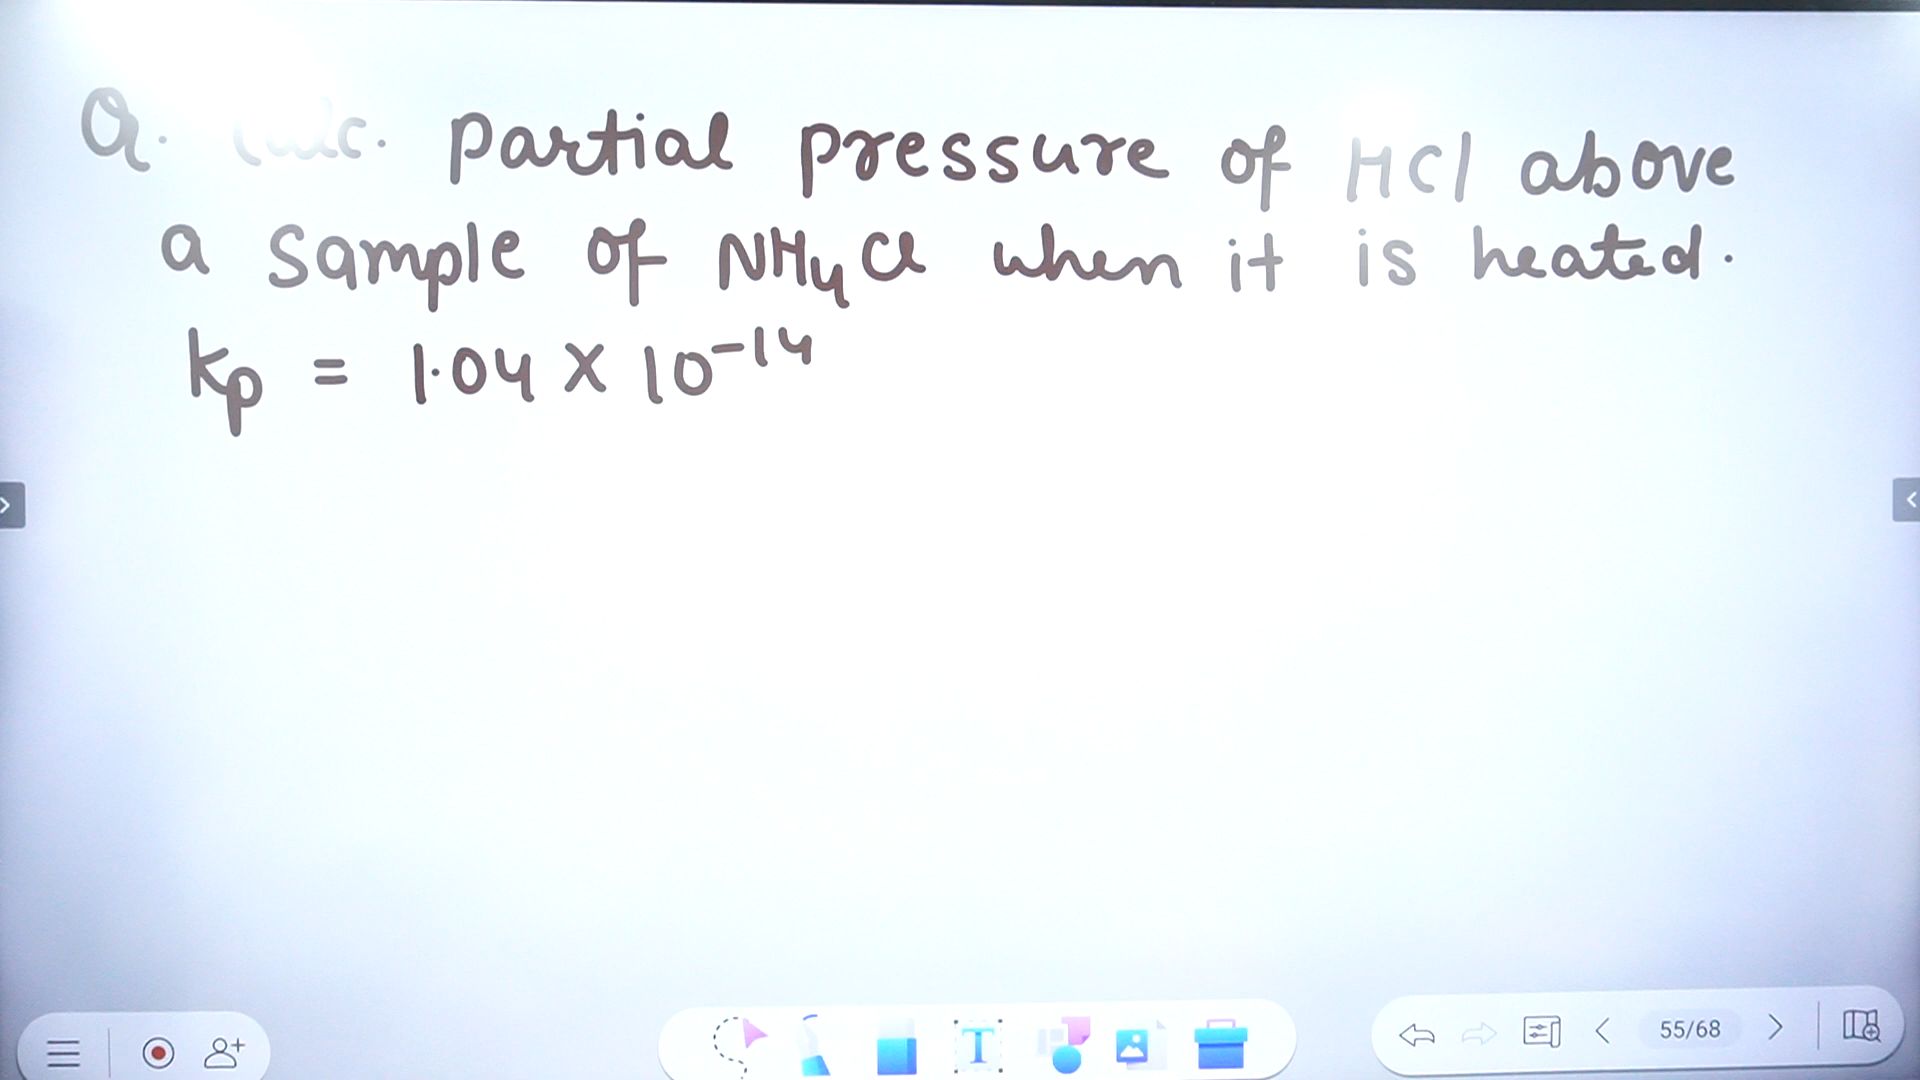 Q. Calc. partial pressure of HCl above
a sample of NH₄Cl when it is heated.
kp = 1.04 × 10⁻¹⁴
55/68